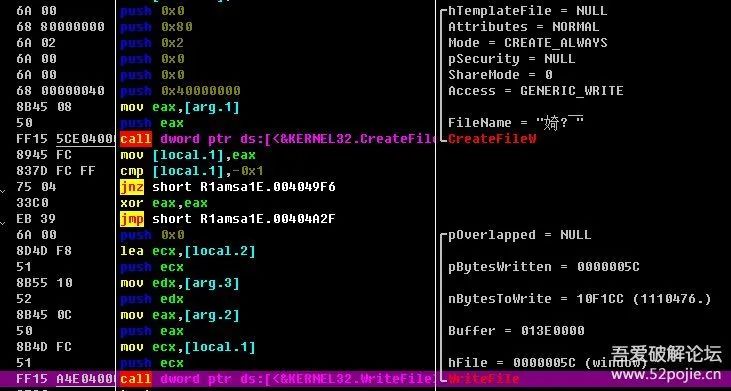 6A 00 push 0x0 hTemplateFile = NULL
68 80000000 push 0x80 Attributes = NORMAL
6A 02 push 0x2 Mode = CREATE_ALWAYS
6A 00 push 0x0 pSecurity = NULL
6A 00 push 0x0 ShareMode = 0
68 00000040 push 0x40000000 Access = GENERIC_WRITE
8B45 08 mov eax,[arg.1]
50 push eax FileName = "婍? "
FF15 5CE0400 call dword ptr ds:[<&KERNEL32.CreateFile CreateFileW
8945 FC mov [local.1],eax
837D FC FF cmp [local.1],-0x1
75 04 jnz short R1amsa1E.004049F6
33C0 xor eax,eax
EB 39 jmp short R1amsa1E.00404A2F
6A 00 push 0x0 pOverlapped = NULL
8D4D F8 lea ecx,[local.2]
51 push ecx pBytesWritten = 0000005C
8B55 10 mov edx,[arg.3]
52 push edx nBytesToWrite = 10F1CC (1110476.)
8B45 0C mov eax,[arg.2]
50 push eax Buffer = 013E0000
8B4D FC mov ecx,[local.1]
51 push ecx hFile = 0000005C (window)
FF15 A4E0400 call dword ptr ds:[<&KERNEL32.WriteFile WriteFile
吾爱破解论坛
www.52pojie.cn